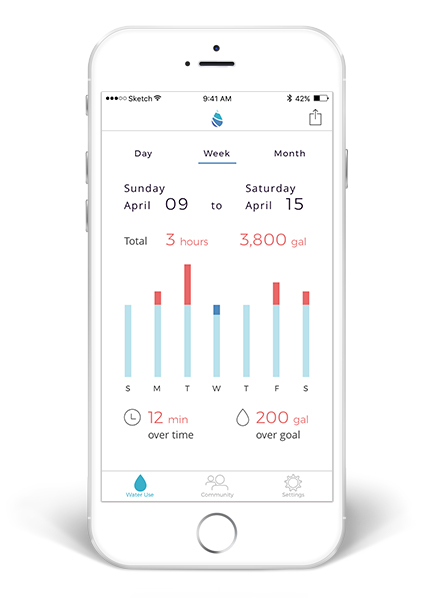 ●●●○○ Sketch 9:41 AM 42%
Day Week Month
Sunday Saturday
April 09 to April 15
Total 3 hours 3,800 gal
S M T W T F S
12 min 200 gal
over time over goal
Water Use Community Settings